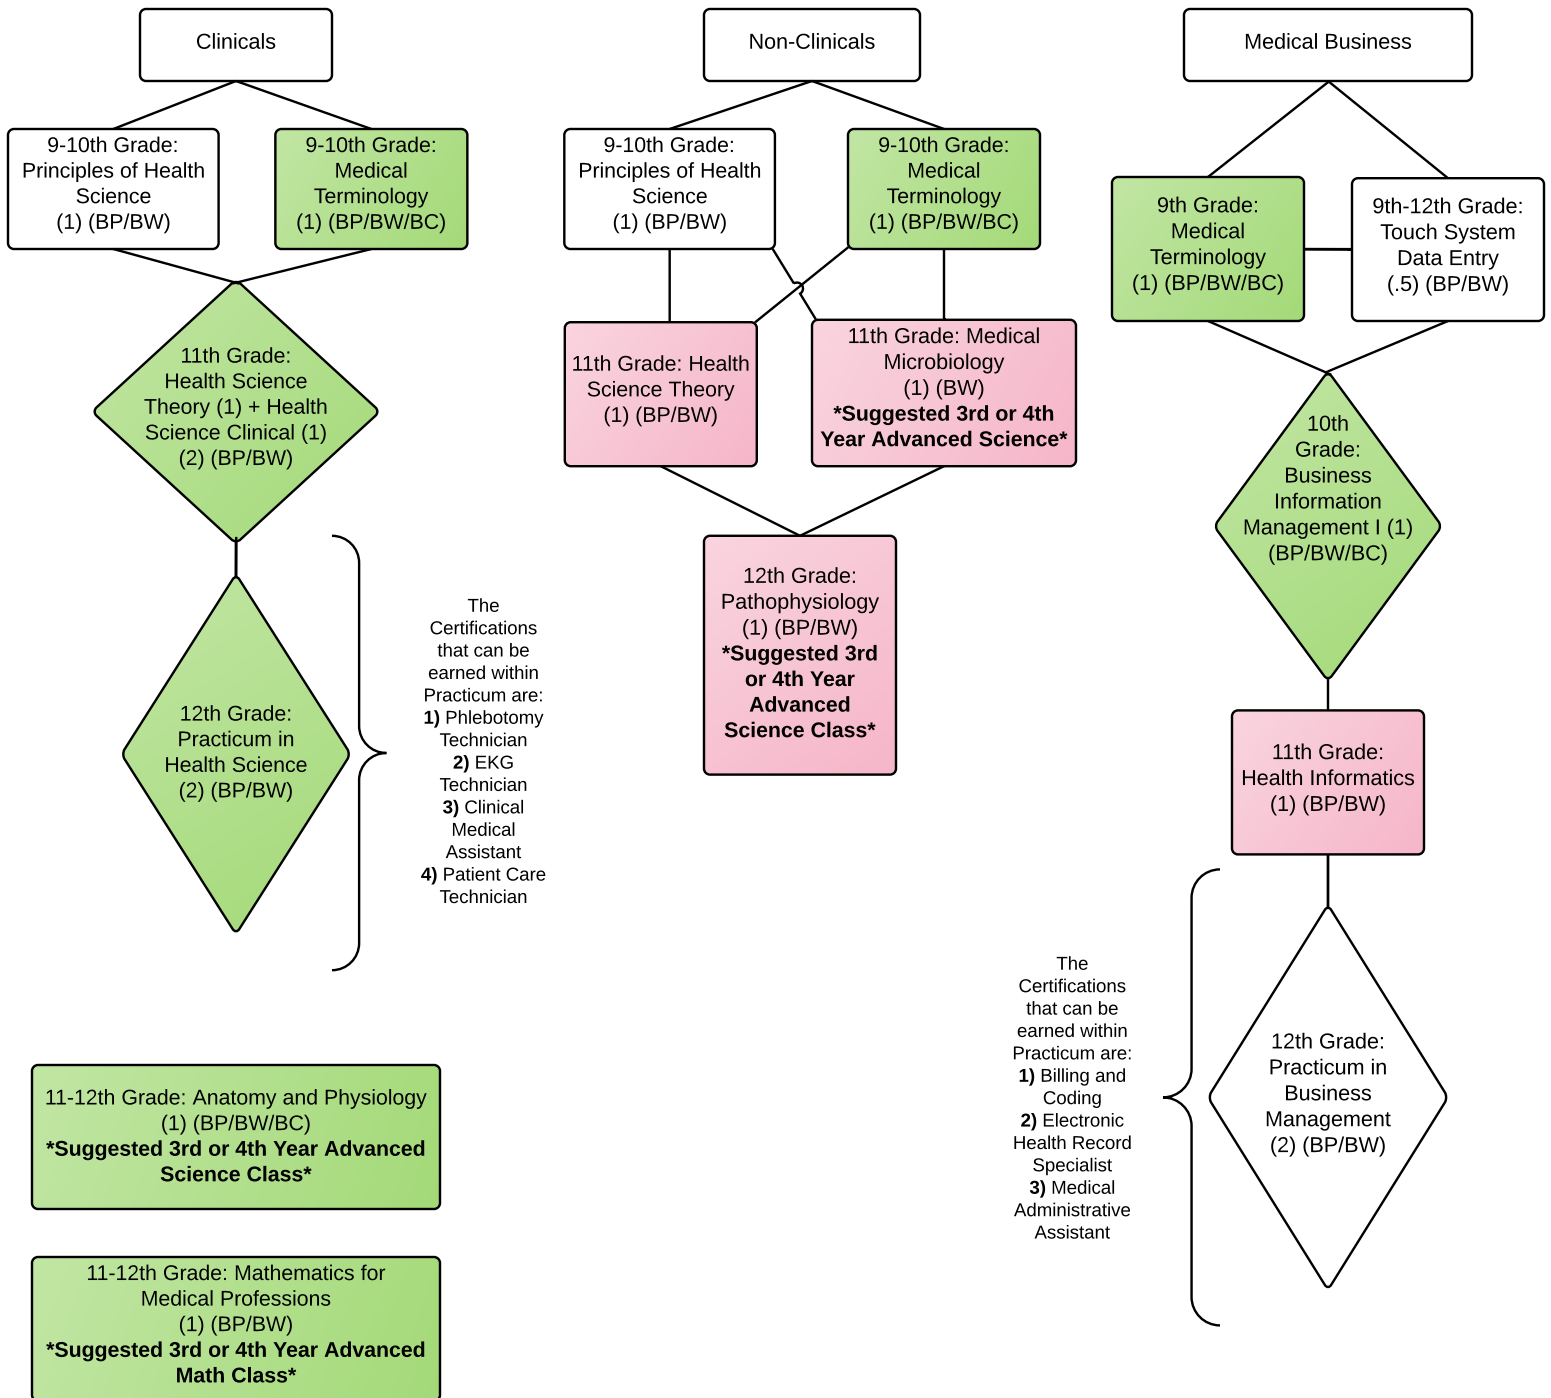 Clinicals
9-10th Grade:
Principles of Health
Science
(1) (BP/BW)
9-10th Grade:
Medical
Terminology
(1) (BP/BW/BC)
11th Grade:
Health Science
Theory (1) + Health
Science Clinical (1)
(2) (BP/BW)
12th Grade:
Practicum in
Health Science
(2) (BP/BW)
The
Certifications
that can be
earned within
Practicum are:
1) Phlebotomy
Technician
2) EKG
Technician
3) Clinical
Medical
Assistant
4) Patient Care
Technician
11-12th Grade: Anatomy and Physiology
(1) (BP/BW/BC)
*Suggested 3rd or 4th Year Advanced
Science Class*
11-12th Grade: Mathematics for
Medical Professions
(1) (BP/BW)
*Suggested 3rd or 4th Year Advanced
Math Class*
Non-Clinicals
9-10th Grade:
Principles of Health
Science
(1) (BP/BW)
9-10th Grade:
Medical
Terminology
(1) (BP/BW/BC)
11th Grade: Health
Science Theory
(1) (BP/BW)
11th Grade: Medical
Microbiology
(1) (BW)
*Suggested 3rd or 4th
Year Advanced Science*
12th Grade:
Pathophysiology
(1) (BP/BW)
*Suggested 3rd
or 4th Year
Advanced
Science Class*
Medical Business
9th Grade:
Medical
Terminology
(1) (BP/BW/BC)
9th-12th Grade:
Touch System
Data Entry
(.5) (BP/BW)
10th
Grade:
Business
Information
Management I (1)
(BP/BW/BC)
11th Grade:
Health Informatics
(1) (BP/BW)
12th Grade:
Practicum in
Business
Management
(2) (BP/BW)
The
Certifications
that can be
earned within
Practicum are:
1) Billing and
Coding
2) Electronic
Health Record
Specialist
3) Medical
Administrative
Assistant